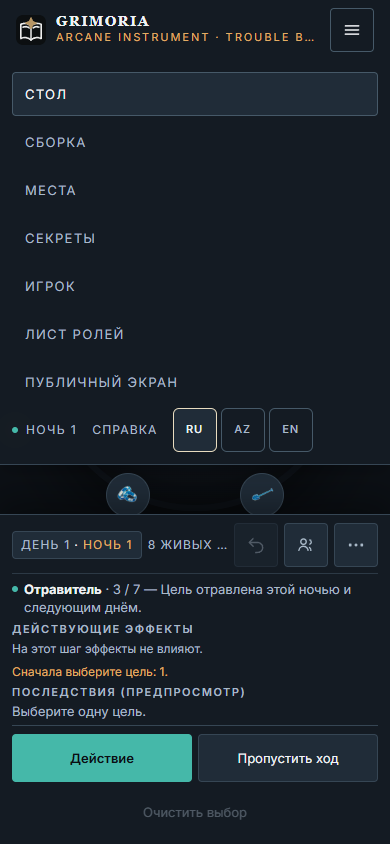 GRIMORIA
ARCANE INSTRUMENT · TROUBLE B...
СТОЛ
СБОРКА
МЕСТА
СЕКРЕТЫ
ИГРОК
ЛИСТ РОЛЕЙ
ПУБЛИЧНЫЙ ЭКРАН
НОЧЬ 1 СПРАВКА RU AZ EN
ДЕНЬ 1 · НОЧЬ 1 8 ЖИВЫХ ...
Отравитель · 3 / 7 — Цель отравлена этой ночью и
следующим днём.
ДЕЙСТВУЮЩИЕ ЭФФЕКТЫ
На этот шаг эффекты не влияют.
Сначала выберите цель: 1.
ПОСЛЕДСТВИЯ (ПРЕДПРОСМОТР)
Выберите одну цель.
Действие Пропустить ход
Очистить выбор